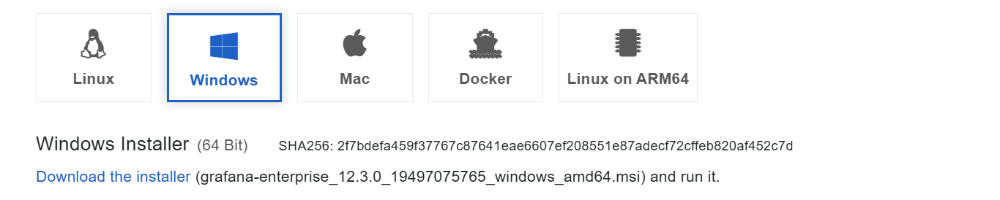 Linux
Windows
Mac
Docker
Linux on ARM64
Windows Installer (64 Bit) SHA256: 2f7bdefa459f37767c87641eae6607ef208551e87adecf72cffeb820af452c7d
Download the installer (grafana-enterprise_12.3.0_19497075765_windows_amd64.msi) and run it.